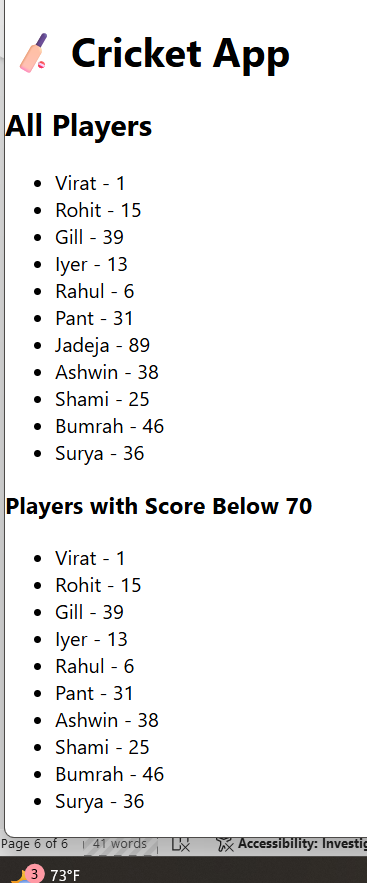 Cricket App
All Players
Virat - 1
Rohit - 15
Gill - 39
Iyer - 13
Rahul - 6
Pant - 31
Jadeja - 89
Ashwin - 38
Shami - 25
Bumrah - 46
Surya - 36
Players with Score Below 70
Virat - 1
Rohit - 15
Gill - 39
Iyer - 13
Rahul - 6
Pant - 31
Ashwin - 38
Shami - 25
Bumrah - 46
Surya - 36
Page 6 of 6 41 words Accessibility: Investig
3 73°F